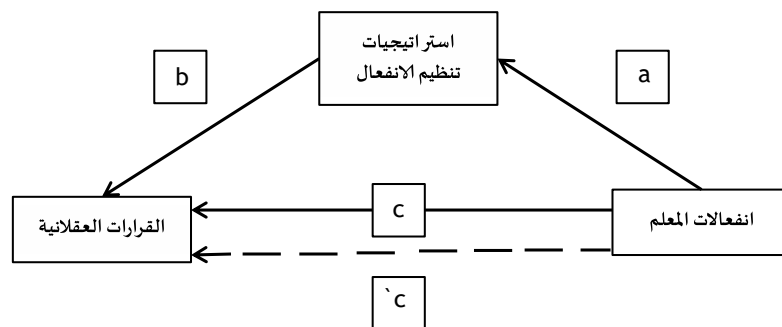 استراتيجيات
تنظيم الانفعال
b
a
القرارات العقلانية
c
انفعالات المعلم
c`